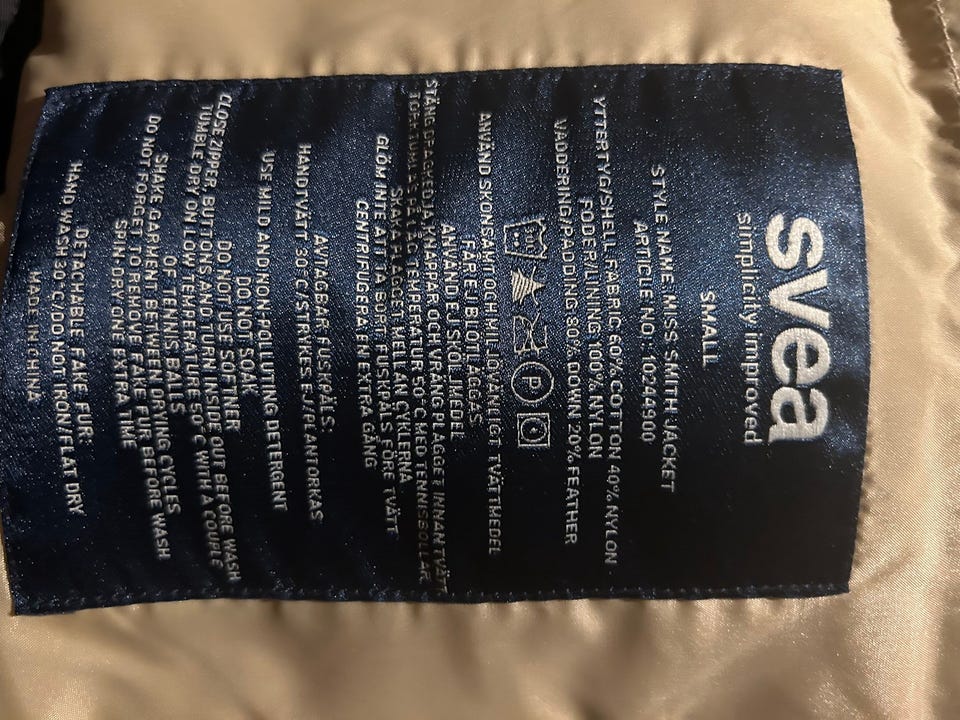 svea
simplicity improved
SMALL
STYLE NAME: MISS SMITH JACKET
ARTICLE NO: 10244900
YTTERTYG/SHELL FABRIC 60% COTTON 40% NYLON
FODER/LINING 100% NYLON
VADDERING/PADDING 80% DOWN 20% FEATHER
P
ANVÄND SKONSAMT OCH MILJÖVÄNLIGT TVÄTTMEDEL
FÅR EJ BLÖTLÄGGAS
ANVÄND EJ SKÖLJMEDEL
STÄNG DRAGKEDJA, KNAPPAR OCH VRÄNG PLAGGET INNAN TVÄTT
TORKTUMLAS PÅ LÅG TEMPERATUR 50°C MED TENNISBOLLAR
SKAKA PLAGGET MELLAN CYKLERNA
GLÖM INTE ATT TA BORT FUSKPÄLS FÖRE TVÄTT
CENTRIFUGERA EN EXTRA GÅNG
AVTAGBAR FUSKPÄLS:
HANDTVÄTT 30°C/STRYKES EJ/PLANTORKAS
USE MILD AND NON-POLLUTING DETERGENT
DO NOT SOAK
DO NOT USE SOFTNER
CLOSE ZIPPER, BUTTONS AND TURN INSIDE OUT BEFORE WASH
TUMBLE DRY ON LOW TEMPERATURE 50°C WITH A COUPLE
OF TENNIS BALLS
SHAKE GARMENT BETWEEN DRYING CYCLES
DO NOT FORGET TO REMOVE FAKE FUR BEFORE WASH
SPIN DRY ONE EXTRA TIME
DETACHABLE FAKE FUR:
HAND WASH 30°C/DO NOT IRON/FLAT DRY
MADE IN CHINA